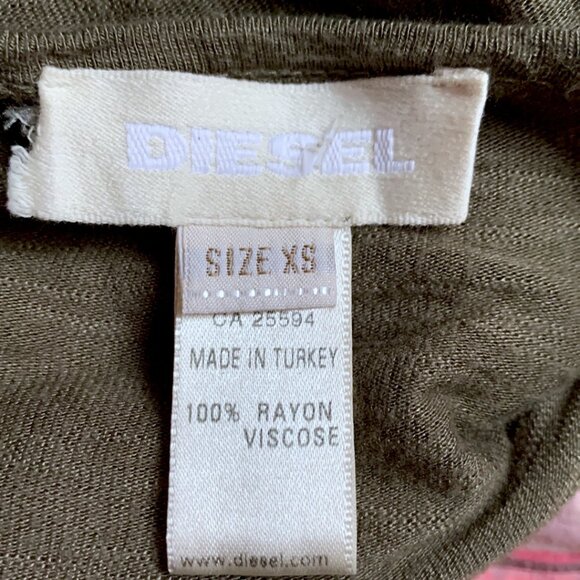 DIESEL
SIZE XS
CA 25594
MADE IN TURKEY
100% RAYON
VISCOSE
www.diesel.com